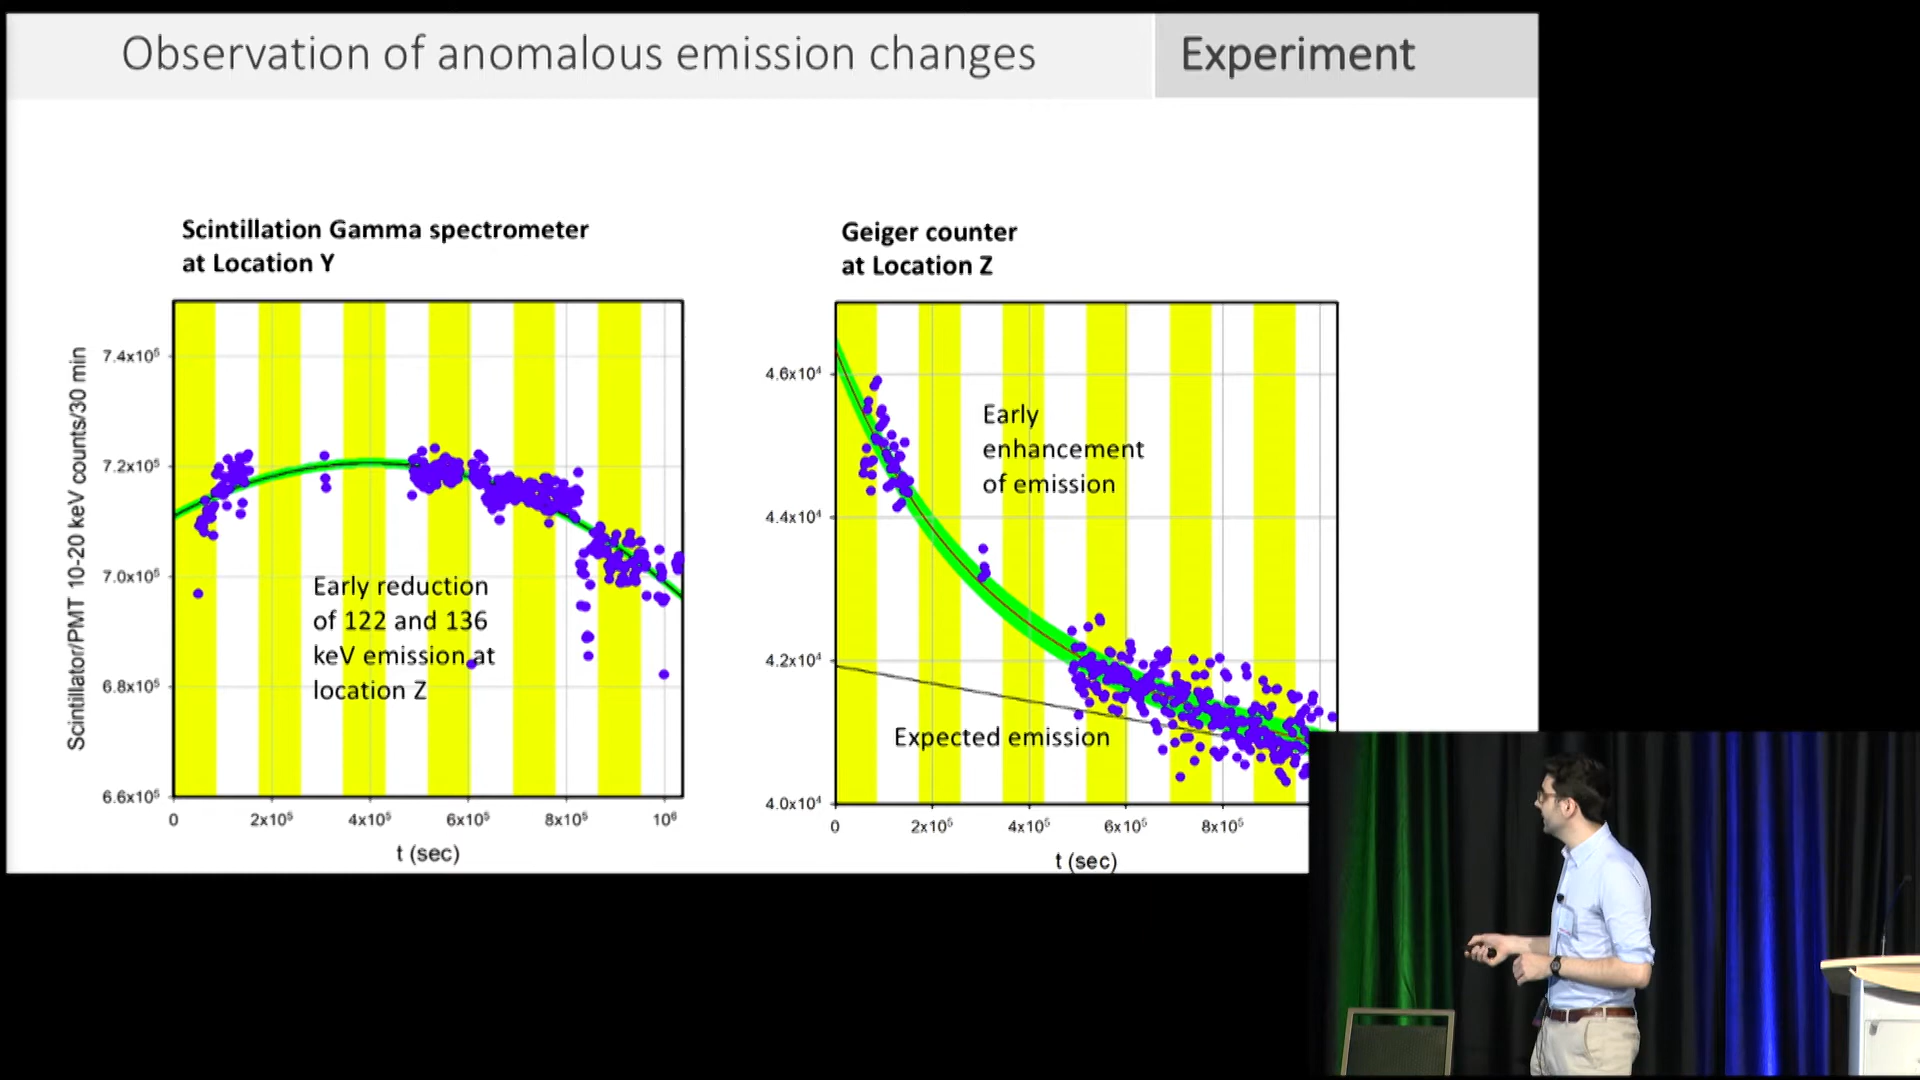 Observation of anomalous emission changes
Experiment
Scintillation Gamma spectrometer
at Location Y
Scintillator/PMT 10-20 keV counts/30 min
7.4x10⁵
7.2x10⁵
7.0x10⁵
6.8x10⁵
6.6x10⁵
Early reduction
of 122 and 136
keV emission at
location Z
0
2x10⁵
4x10⁵
6x10⁵
8x10⁵
10⁶
t (sec)
Geiger counter
at Location Z
4.6x10⁴
4.4x10⁴
4.2x10⁴
4.0x10⁴
Early
enhancement
of emission
Expected emission
0
2x10⁵
4x10⁵
6x10⁵
8x10⁵
t (sec)